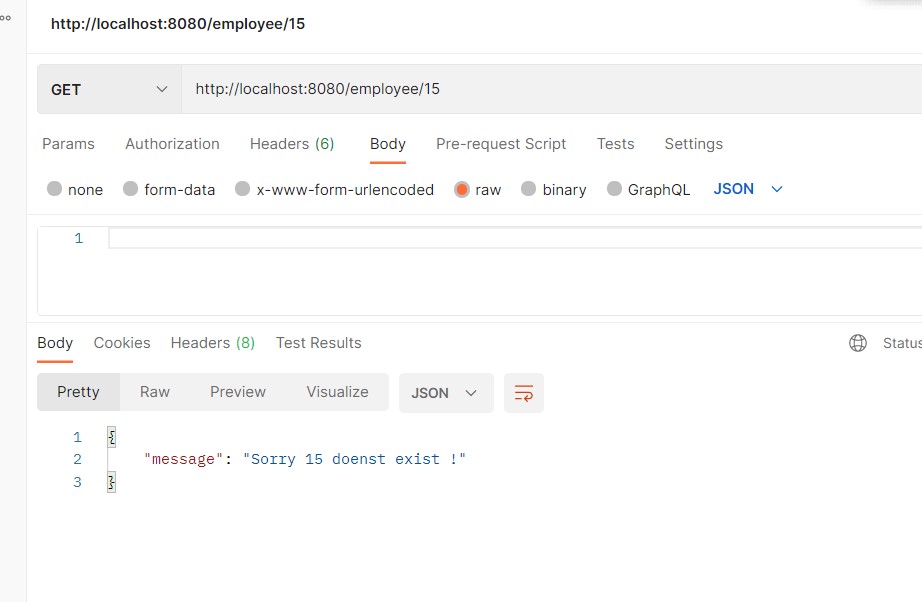 http://localhost:8080/employee/15
GET http://localhost:8080/employee/15
Params Authorization Headers (6) Body Pre-request Script Tests Settings
none form-data x-www-form-urlencoded raw binary GraphQL JSON
1
Body Cookies Headers (8) Test Results Status
Pretty Raw Preview Visualize JSON
1 {
2 "message": "Sorry 15 doenst exist !"
3 }